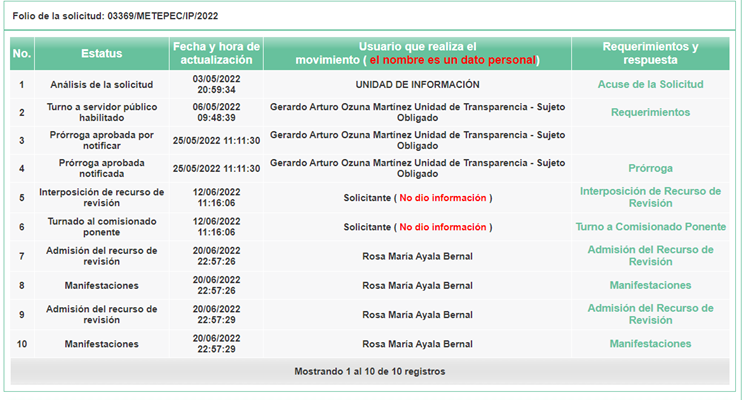 Folio de la solicitud: 03369/METEPEC/IP/2022
No. Estatus Fecha y hora de actualización Usuario que realiza el movimiento ( el nombre es un dato personal) Requerimientos y respuesta
1 Análisis de la solicitud 03/05/2022 20:59:34 UNIDAD DE INFORMACIÓN Acuse de la Solicitud
2 Turno a servidor público habilitado 06/05/2022 09:48:39 Gerardo Arturo Ozuna Martínez Unidad de Transparencia - Sujeto Obligado Requerimientos
3 Prórroga aprobada por notificar 25/05/2022 11:11:30 Gerardo Arturo Ozuna Martínez Unidad de Transparencia - Sujeto Obligado
4 Prórroga aprobada notificada 25/05/2022 11:11:30 Gerardo Arturo Ozuna Martínez Unidad de Transparencia - Sujeto Obligado Prórroga
5 Interposición de recurso de revisión 12/06/2022 11:16:06 Solicitante ( No dio información ) Interposición de Recurso de Revisión
6 Turnado al comisionado ponente 12/06/2022 11:16:06 Solicitante ( No dio información ) Turno a Comisionado Ponente
7 Admisión del recurso de revisión 20/06/2022 22:57:26 Rosa María Ayala Bernal Admisión del Recurso de Revisión
8 Manifestaciones 20/06/2022 22:57:26 Rosa María Ayala Bernal Manifestaciones
9 Admisión del recurso de revisión 20/06/2022 22:57:29 Rosa María Ayala Bernal Admisión del Recurso de Revisión
10 Manifestaciones 20/06/2022 22:57:29 Rosa María Ayala Bernal Manifestaciones
Mostrando 1 al 10 de 10 registros